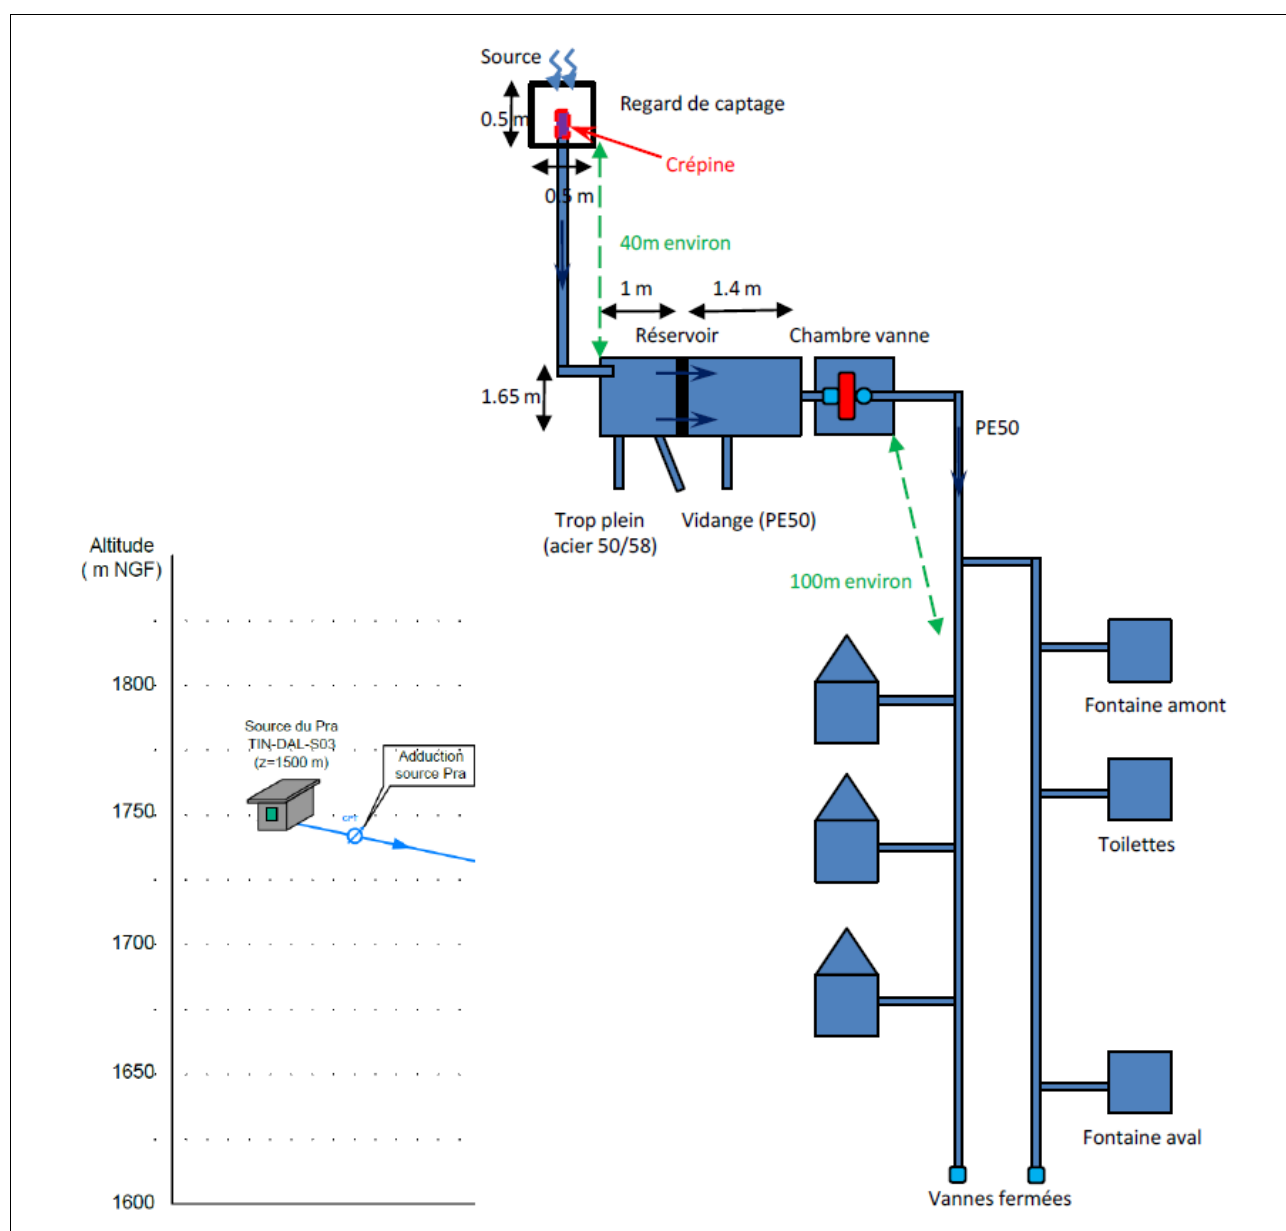 Source
Regard de captage
0.5 m
Crépine
0.5 m
40m environ
1 m
1.4 m
Réservoir
Chambre vanne
1.65 m
PE50
Trop plein
(acier 50/58)
Vidange (PE50)
100m environ
Altitude
( m NGF)
1800
Source du Pra
TIN-DAL-S03
(z=1500 m)
Adduction
source Pra
1750
CPT
1700
1650
1600
Fontaine amont
Toilettes
Fontaine aval
Vannes fermées